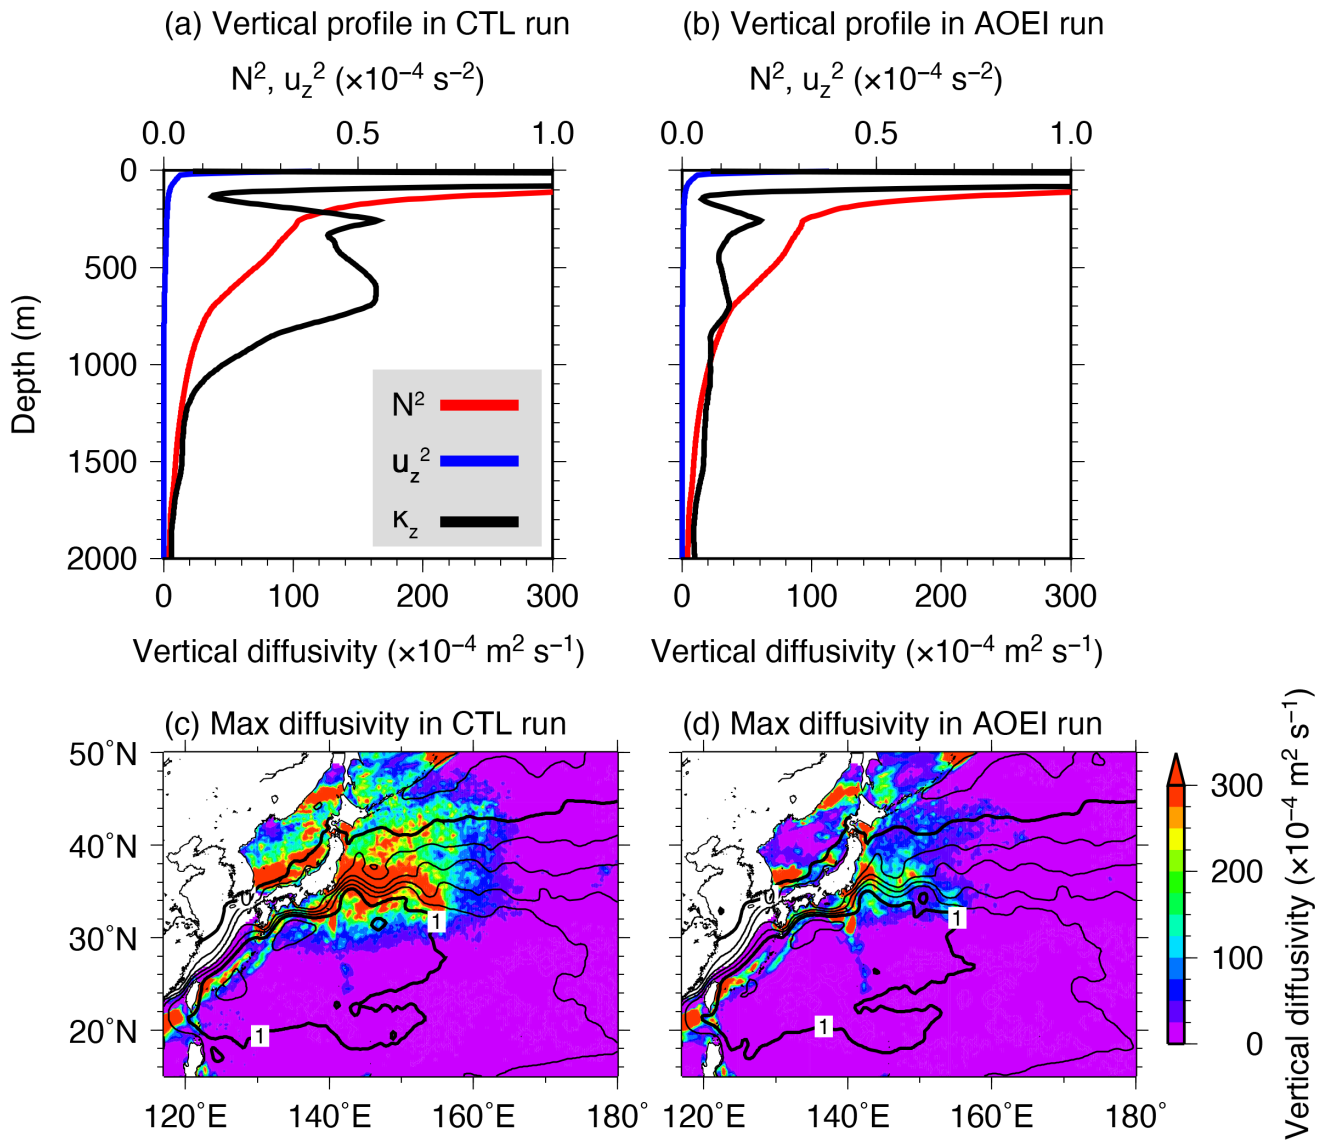 (a) Vertical profile in CTL run
(b) Vertical profile in AOEI run
N², u_z² (×10⁻⁴ s⁻²)
N², u_z² (×10⁻⁴ s⁻²)
0.0 0.5 1.0
0.0 0.5 1.0
0
500
1000
1500
2000
Depth (m)
N²
u_z²
κ_z
0 100 200 300
0 100 200 300
Vertical diffusivity (×10⁻⁴ m² s⁻¹)
Vertical diffusivity (×10⁻⁴ m² s⁻¹)
(c) Max diffusivity in CTL run
(d) Max diffusivity in AOEI run
50˚N
40˚N
30˚N
20˚N
1
1
1
1
120˚E 140˚E 160˚E 180˚
120˚E 140˚E 160˚E 180˚
300
200
100
0
Vertical diffusivity (×10⁻⁴ m² s⁻¹)